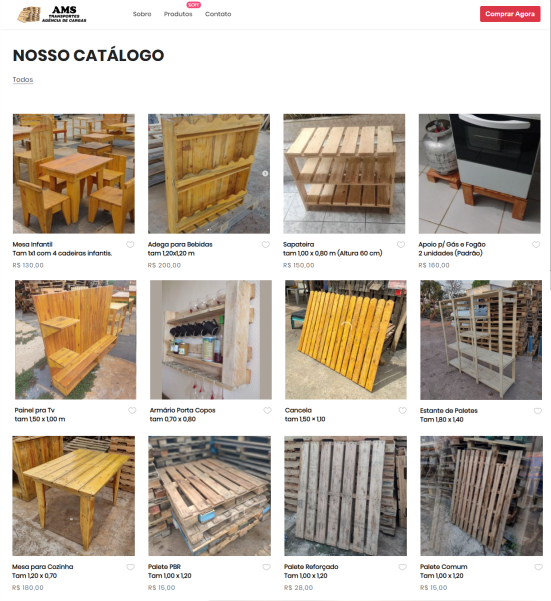 AMS
TRANSPORTES
AGÊNCIA DE CARGAS
Sobre
Produtos
5OFF
Contato
Comprar Agora
NOSSO CATÁLOGO
Todos
Mesa Infantil
Tam 1x1 com 4 cadeiras infantis.
R$ 130,00
Adega para Bebidas
tam 1,20x1,20 m
R$ 200,00
Sapateira
tam 1,00 x 0,80 m (Altura 60 cm)
R$ 150,00
Apoio p/ Gás e Fogão
2 unidades (Padrão)
R$ 160,00
Painel pra Tv
tam 1,50 x 1,00 m
Armário Porta Copos
tam 0,70 x 0,80
Cancela
tam 1,50 × 1,10
Estante de Paletes
Tam 1,80 x 1,40
Mesa para Cozinha
Tam 1,20 x 0,70
R$ 180,00
Palete PBR
Tam 1,00 x 1,20
R$ 15,00
Palete Reforçado
Tam 1,00 x 1,20
R$ 28,00
Palete Comum
Tam 1,00 x 1,20
R$ 15,00